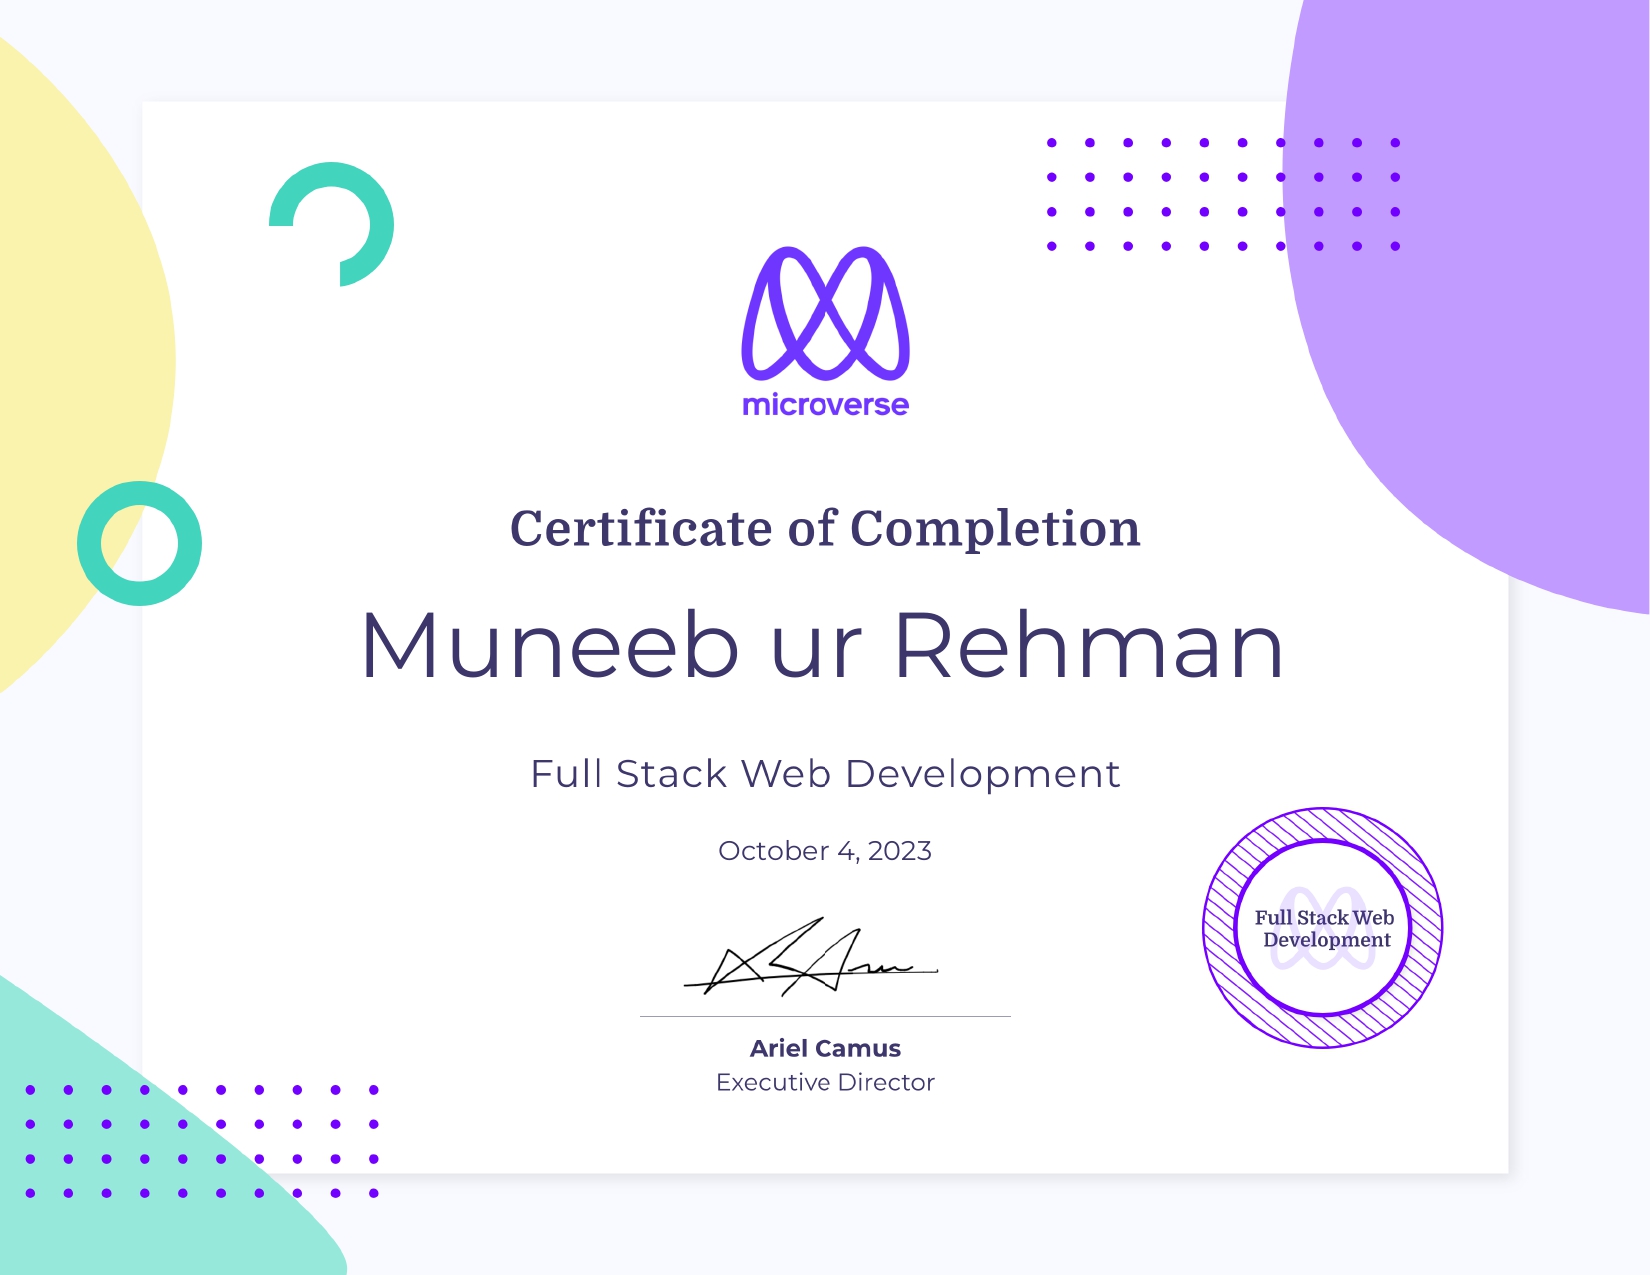 microverse
Certificate of Completion
Muneeb ur Rehman
Full Stack Web Development
October 4, 2023
Full Stack Web
Development
Ariel Camus
Executive Director